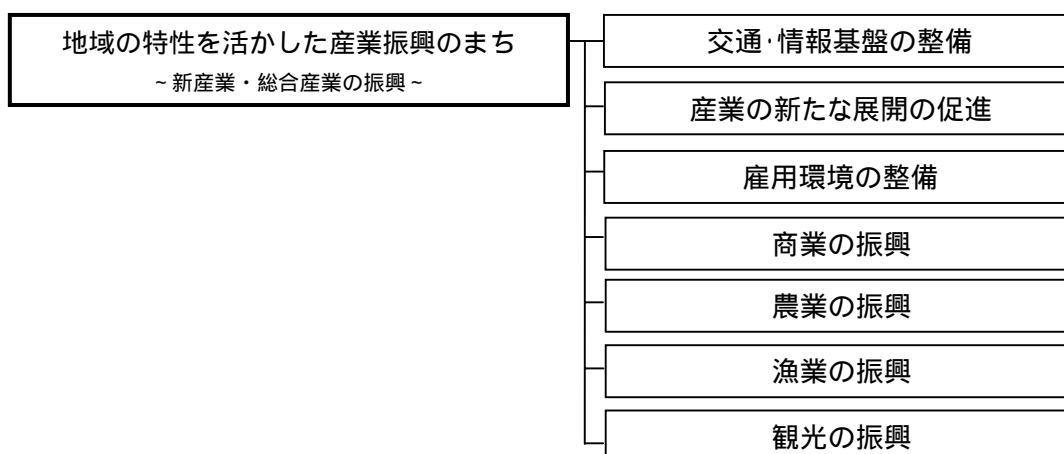 地域の特性を活かした産業振興のまち
~ 新産業・総合産業の振興 ~
交通·情報基盤の整備
産業の新たな展開の促進
雇用環境の整備
商業の振興
農業の振興
漁業の振興
観光の振興